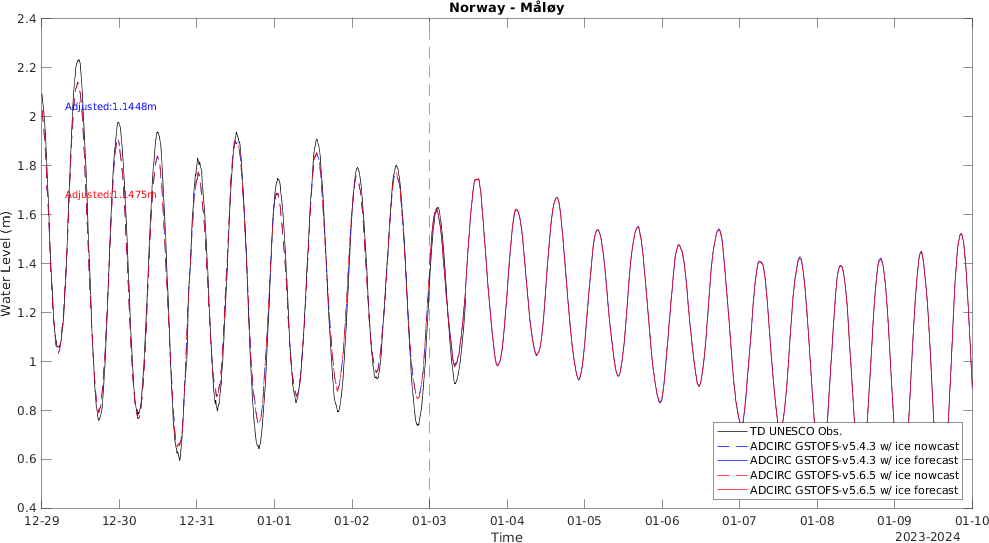 Norway - Måløy
2.4
2.2
2
1.8
1.6
1.4
1.2
1
0.8
0.6
0.4
Water Level (m)
Adjusted:1.1448m
Adjusted:1.1475m
TD UNESCO Obs.
ADCIRC GSTOFS-v5.4.3 w/ ice nowcast
ADCIRC GSTOFS-v5.4.3 w/ ice forecast
ADCIRC GSTOFS-v5.6.5 w/ ice nowcast
ADCIRC GSTOFS-v5.6.5 w/ ice forecast
12-29 12-30 12-31 01-01 01-02 01-03 01-04 01-05 01-06 01-07 01-08 01-09 01-10
Time
2023-2024